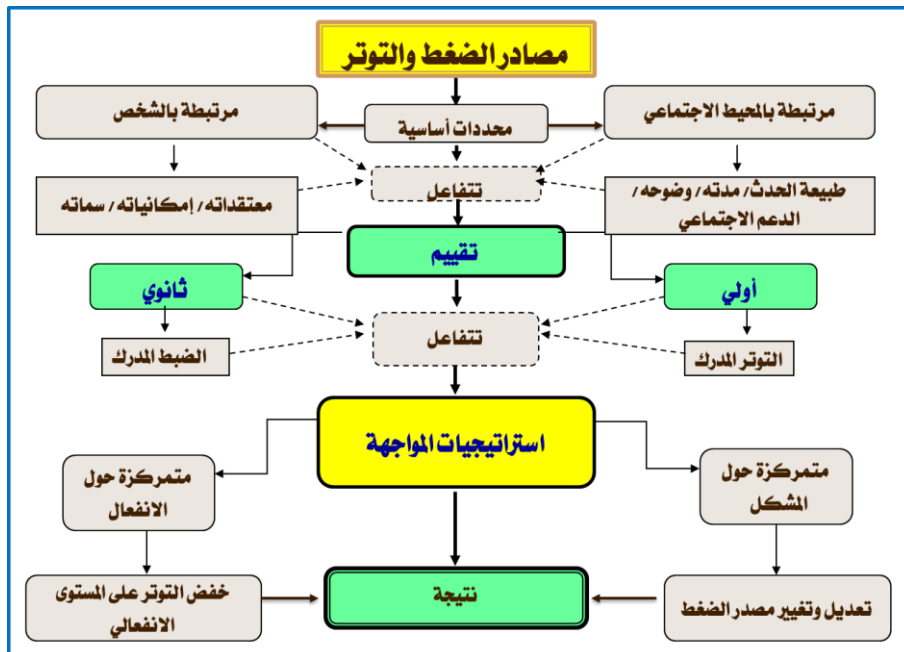 مصادر الضغط والتوتر
مرتبطة بالمحيط الاجتماعي
محددات أساسية
مرتبطة بالشخص
تتفاعل
طبيعة الحدث/ مدته/ وضوحه/
الدعم الاجتماعي
معتقداته/ إمكانياته/ سماته
تقييم
أولي
ثانوي
تتفاعل
التوتر المدرك
الضبط المدرك
استراتيجيات المواجهة
متمركزة حول
المشكل
متمركزة حول
الانفعال
تعديل وتغيير مصدر الضغط
نتيجة
خفض التوتر على المستوى
الانفعالي